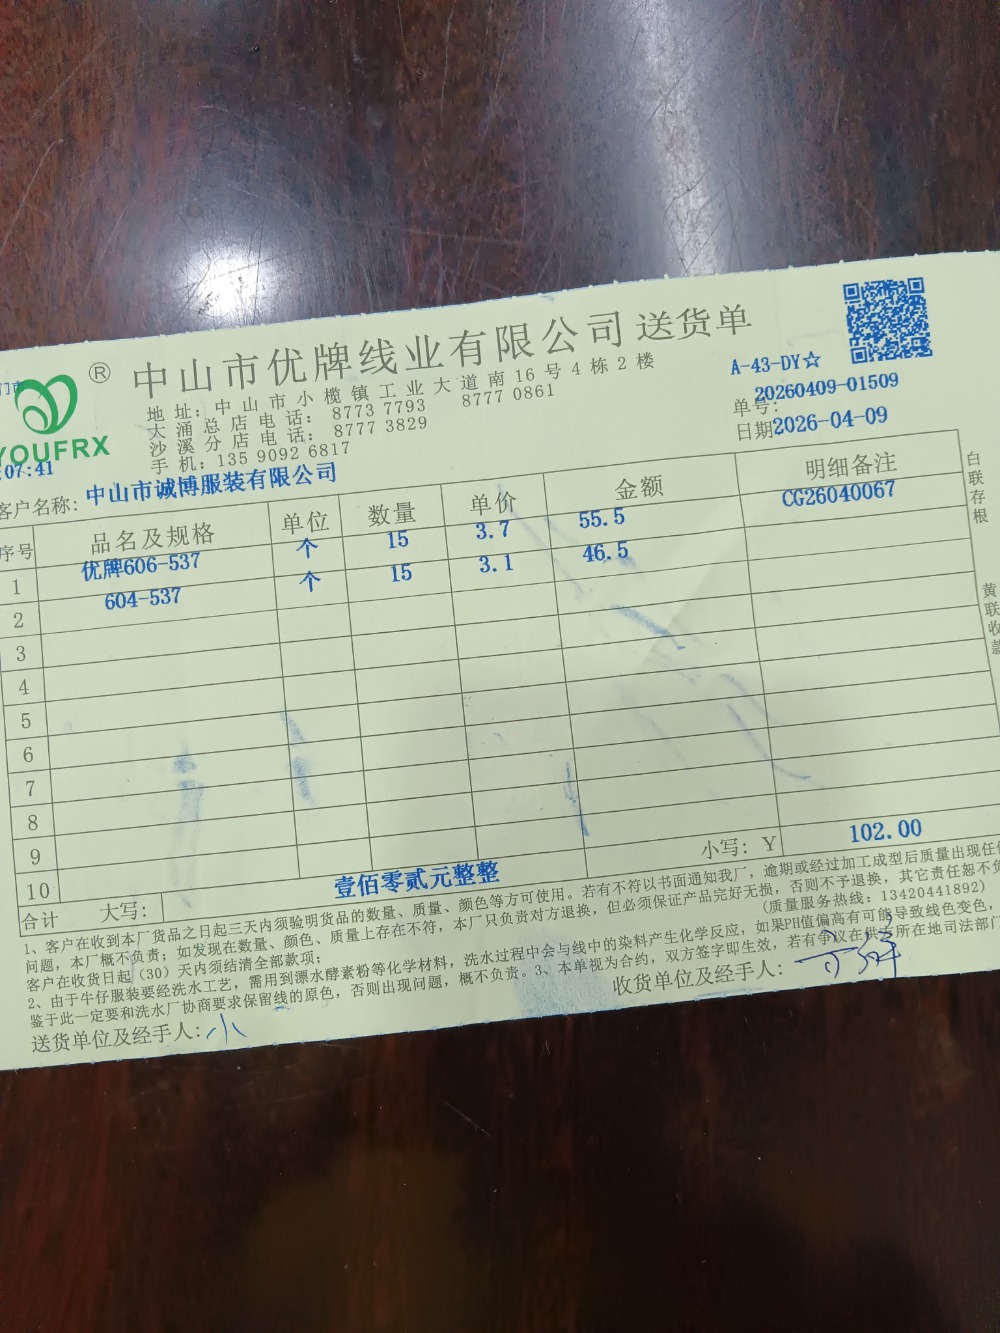 中山市优牌线业有限公司 送货单
®
YOUFRX
地址：中山市小榄镇工业大道南16号4栋2楼
大涌总店电话：8773 7793 8777 0861
沙溪分店电话：8777 3829
手机：135 9092 6817
A-43-DY☆
单号：20260409-01509
日期2026-04-09
07:41
客户名称：中山市诚博服装有限公司
序号 品名及规格 单位 数量 单价 金额 明细备注
1 优牌606-537 个 15 3.7 55.5 CG26040067
2 604-537 个 15 3.1 46.5
3
4
5
6
7
8
9
10
合计 大写：壹佰零贰元整整 小写：Y 102.00
白联存根
黄联收款
1、客户在收到本厂货品之日起三天内须验明货品的数量、质量、颜色等方可使用。若有不符以书面通知我厂，逾期或经过加工成型后质量出现任何
问题，本厂概不负责；如发现在数量、颜色、质量上存在不符，本厂只负责对方退换，但必须保证产品完好无损，否则不予退换，其它责任恕不负
客户在收货日起（30）天内须结清全部款项； （质量服务热线：13420441892）
2、由于牛仔服装要经洗水工艺，需用到漂水酵素粉等化学材料，洗水过程中会与线中的染料产生化学反应，如果PH值偏高有可能导致线色变色，
鉴于此一定要和洗水厂协商要求保留线的原色，否则出现问题，概不负责。3、本单视为合约，双方签字即生效，若有争议在供方所在地司法部门
送货单位及经手人：小
收货单位及经手人：